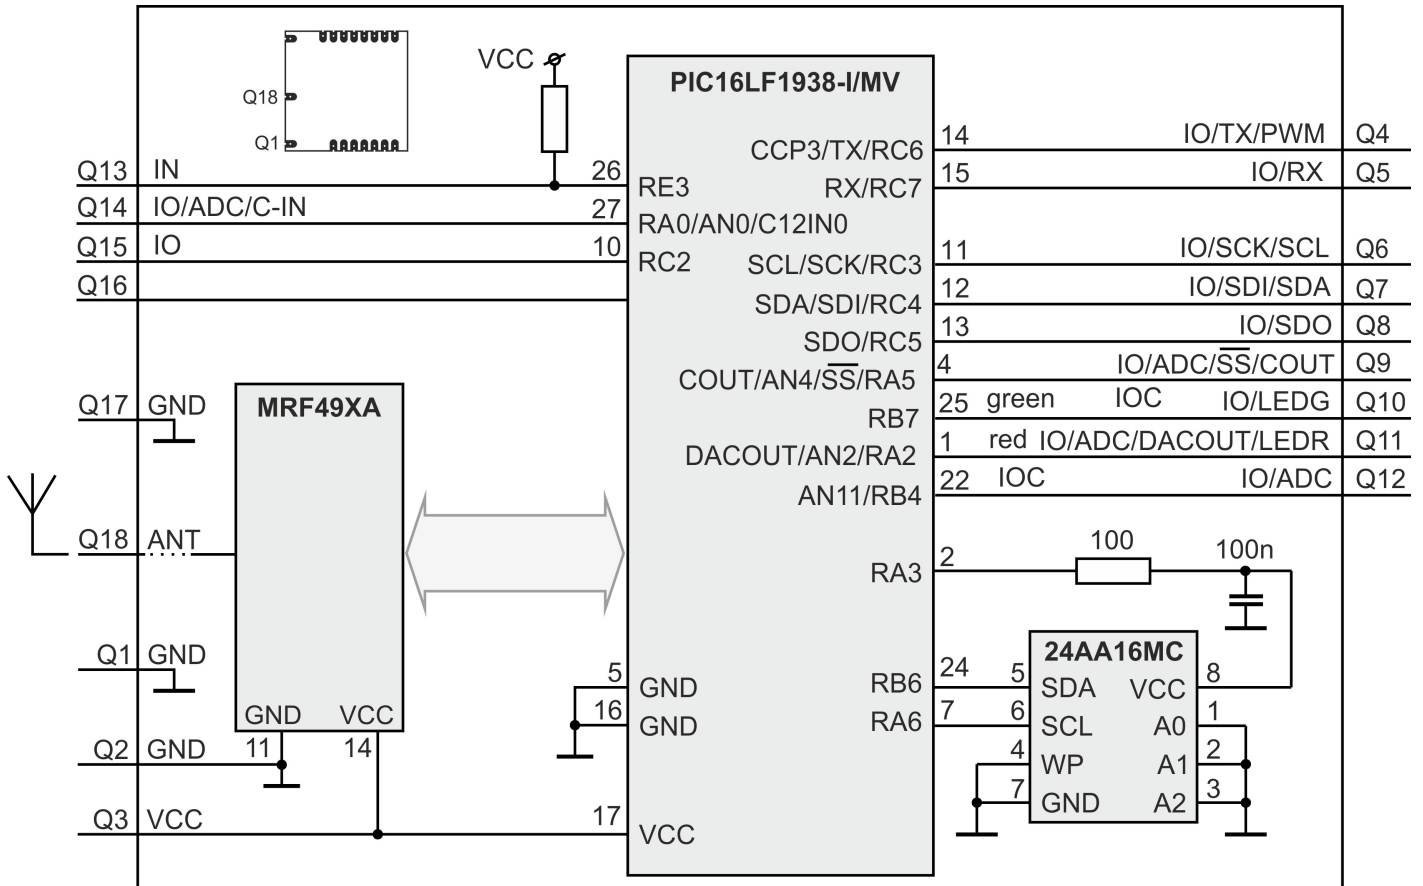 VCC
Q18
Q1
PIC16LF1938-I/MV
Q13 IN 26 RE3
Q14 IO/ADC/C-IN 27 RA0/AN0/C12IN0
Q15 IO 10 RC2
Q16
CCP3/TX/RC6 14 IO/TX/PWM Q4
RX/RC7 15 IO/RX Q5
SCL/SCK/RC3 11 IO/SCK/SCL Q6
SDA/SDI/RC4 12 IO/SDI/SDA Q7
SDO/RC5 13 IO/SDO Q8
COUT/AN4/S̅S̅/RA5 4 IO/ADC/S̅S̅/COUT Q9
RB7 25 green IOC IO/LEDG Q10
DACOUT/AN2/RA2 1 red IO/ADC/DACOUT/LEDR Q11
AN11/RB4 22 IOC IO/ADC Q12
Q17 GND
MRF49XA
Q18 ANT
Q1 GND
GND VCC
Q2 GND 11 14
Q3 VCC 17 VCC
5 GND
16 GND
RA3 2 100 100n
24AA16MC
RB6 24 5 SDA VCC 8
RA6 7 6 SCL A0 1
4 WP A1 2
7 GND A2 3